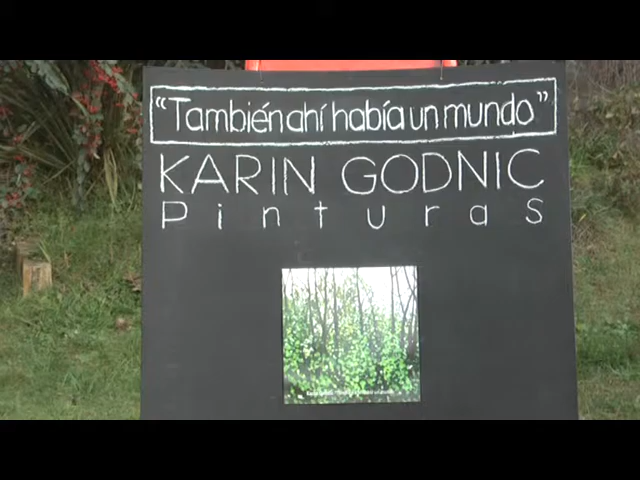 “También ahí había un mundo”
KARIN GODNIC
Pinturas